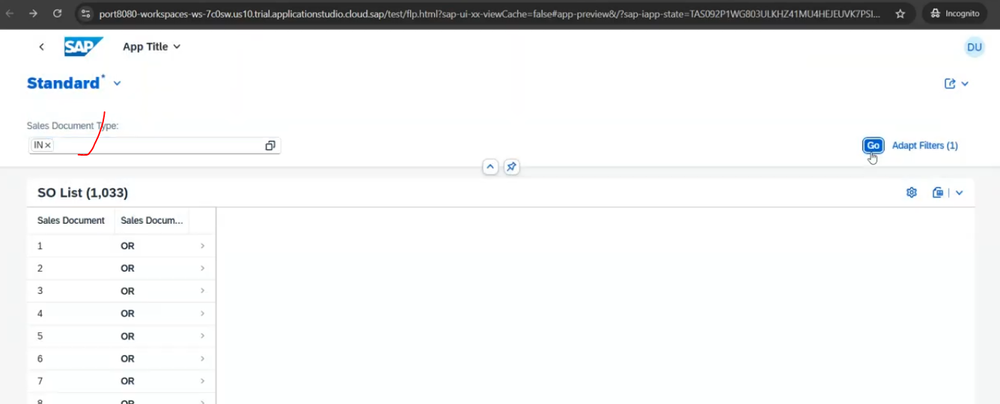 port8080-workspaces-ws-7c0sw.us10.trial.applicationstudio.cloud.sap/test/flp.html?sap-ui-xx-viewCache=false#app-preview&/?sap-iapp-state=TAS092P1WG803ULKHZ41MU4HEJEUVK7PSI... Incognito
SAP App Title DU
Standard*
Sales Document Type:
IN× Go Adapt Filters (1)
SO List (1,033)
Sales Document Sales Docum...
1 OR
2 OR
3 OR
4 OR
5 OR
6 OR
7 OR
8 OR